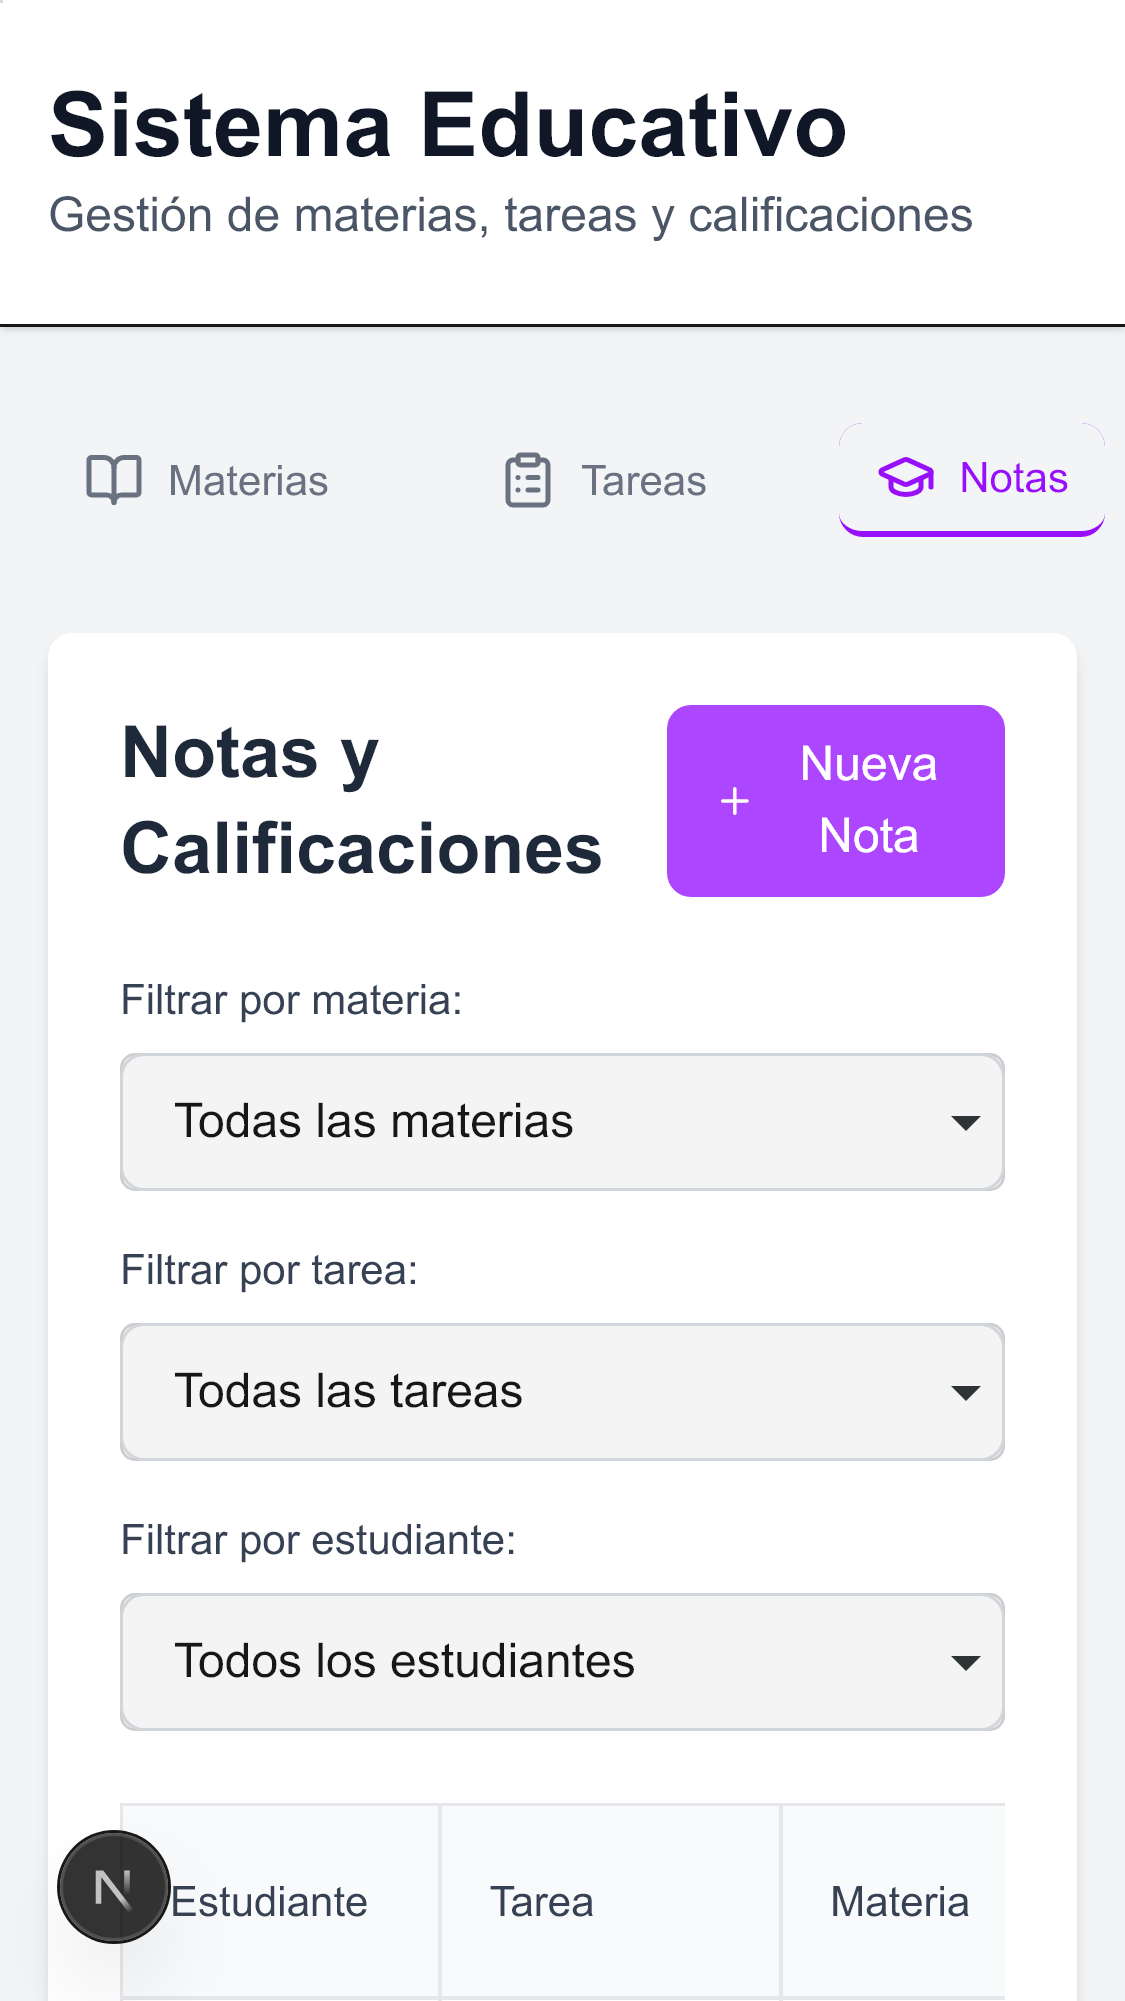 Sistema Educativo
Gestión de materias, tareas y calificaciones
Materias
Tareas
Notas
Notas y
Calificaciones
+ Nueva
Nota
Filtrar por materia:
Todas las materias
Filtrar por tarea:
Todas las tareas
Filtrar por estudiante:
Todos los estudiantes
N
Estudiante
Tarea
Materia